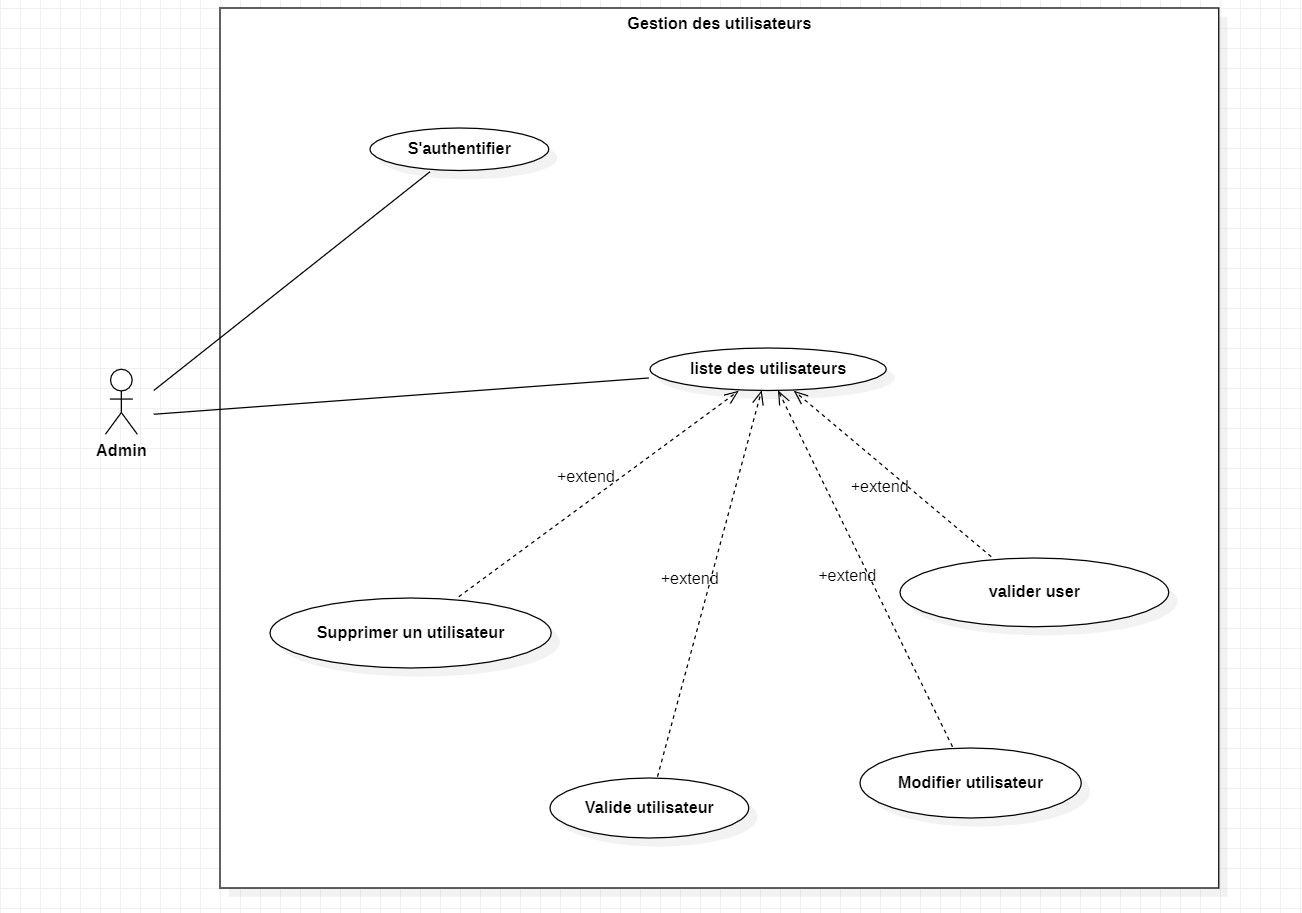 Gestion des utilisateurs
S'authentifier
liste des utilisateurs
Admin
+extend
+extend
+extend
+extend
valider user
Supprimer un utilisateur
Modifier utilisateur
Valide utilisateur